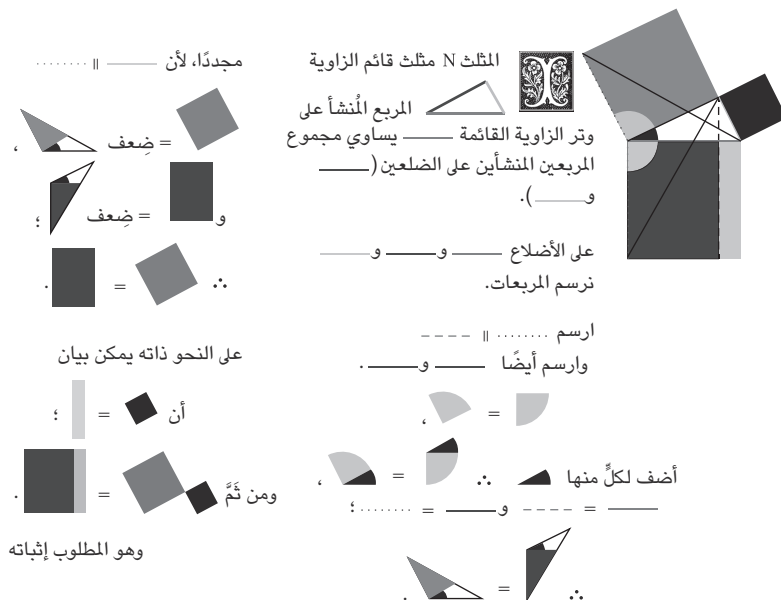 المثلث N مثلث قائم الزاوية
المربع المُنشأ على
وتر الزاوية القائمة يساوي مجموع
المربعين المنشأين على الضلعين (
و ).
على الأضلاع و و
نرسم المربعات.
ارسم ||
وارسم أيضًا و .
= ،
أضف لكلٍّ منها ∴ = ،
= و = ؛
∴ = .
مجددًا، لأن ||
= ضِعف ،
و = ضِعف ؛
∴ = .
على النحو ذاته يمكن بيان
أن = ؛
ومن ثَمَّ = .
وهو المطلوب إثباته